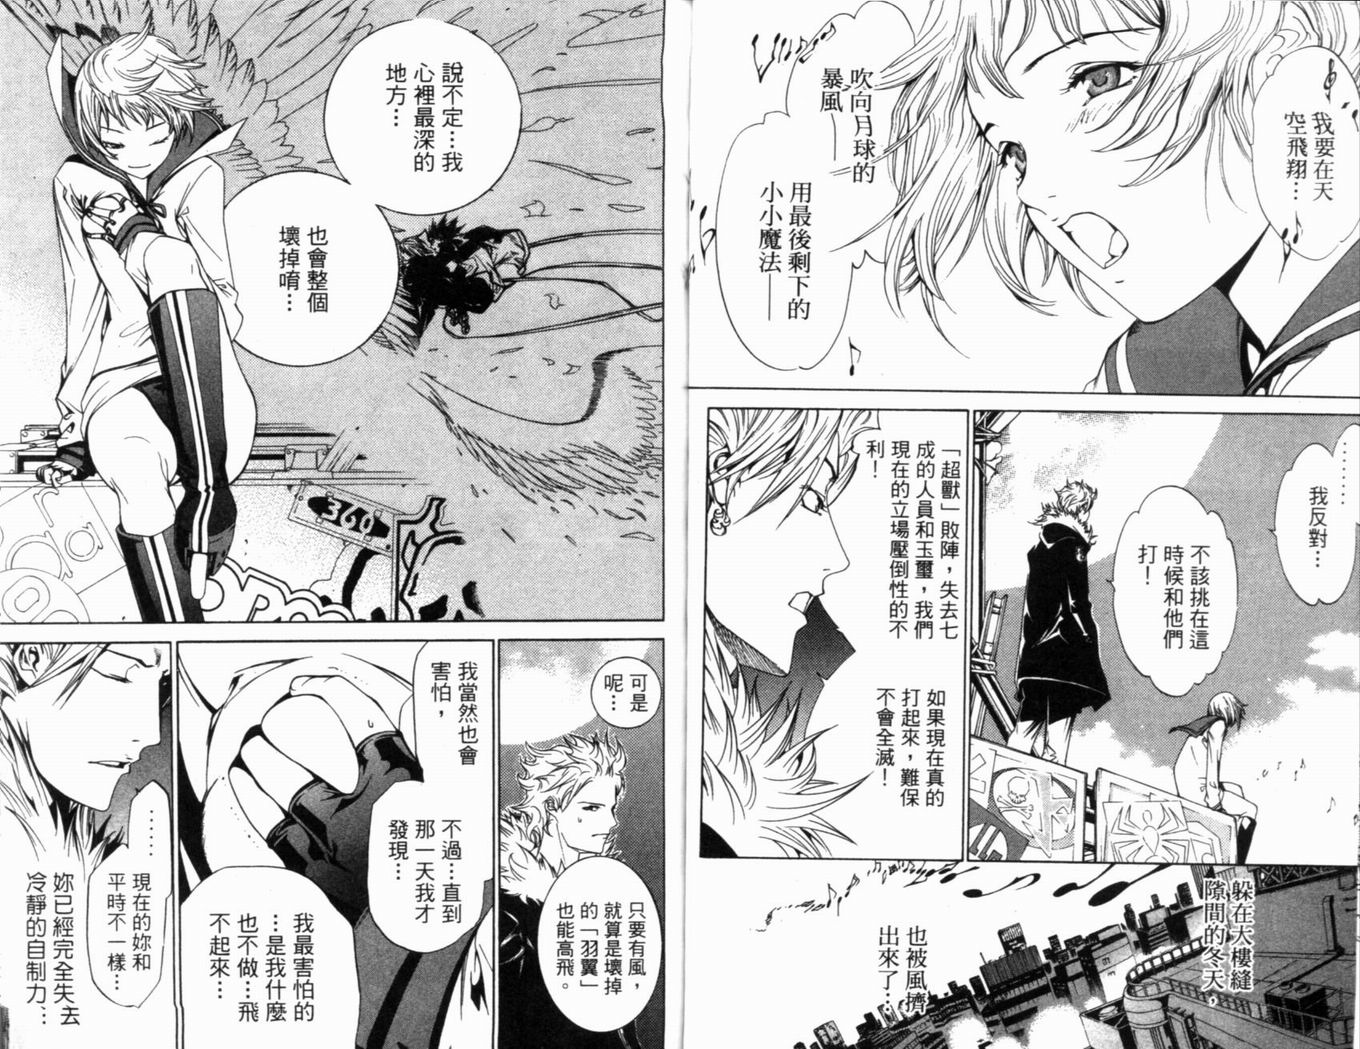 我要在天
空飛翔…
吹向月球的
暴風——
用最後剩下的
小小魔法——
………
我反對…
不該挑在這
時候和他們
打！
「超獸」敗陣，失去七
成的人員和玉璽，我們
現在的立場壓倒性的不
利！
如果現在真的
打起來，難保
不會全滅！
躲在大樓縫
隙間的冬天，
也被風擠
出來了…
說不定…我
心裡最深的
地方…
也會整個
壞掉唷…
360
可是
呢…
只要有風，
就算是壞掉
的「羽翼」
也能高飛。
我當然也會
害怕，
不過…直到
那一天我才
發現…
我最害怕的
…是我什麼
也不做…飛
不起來…
………
現在的妳和
平時不一樣…
妳已經完全失去
冷靜的自制力…